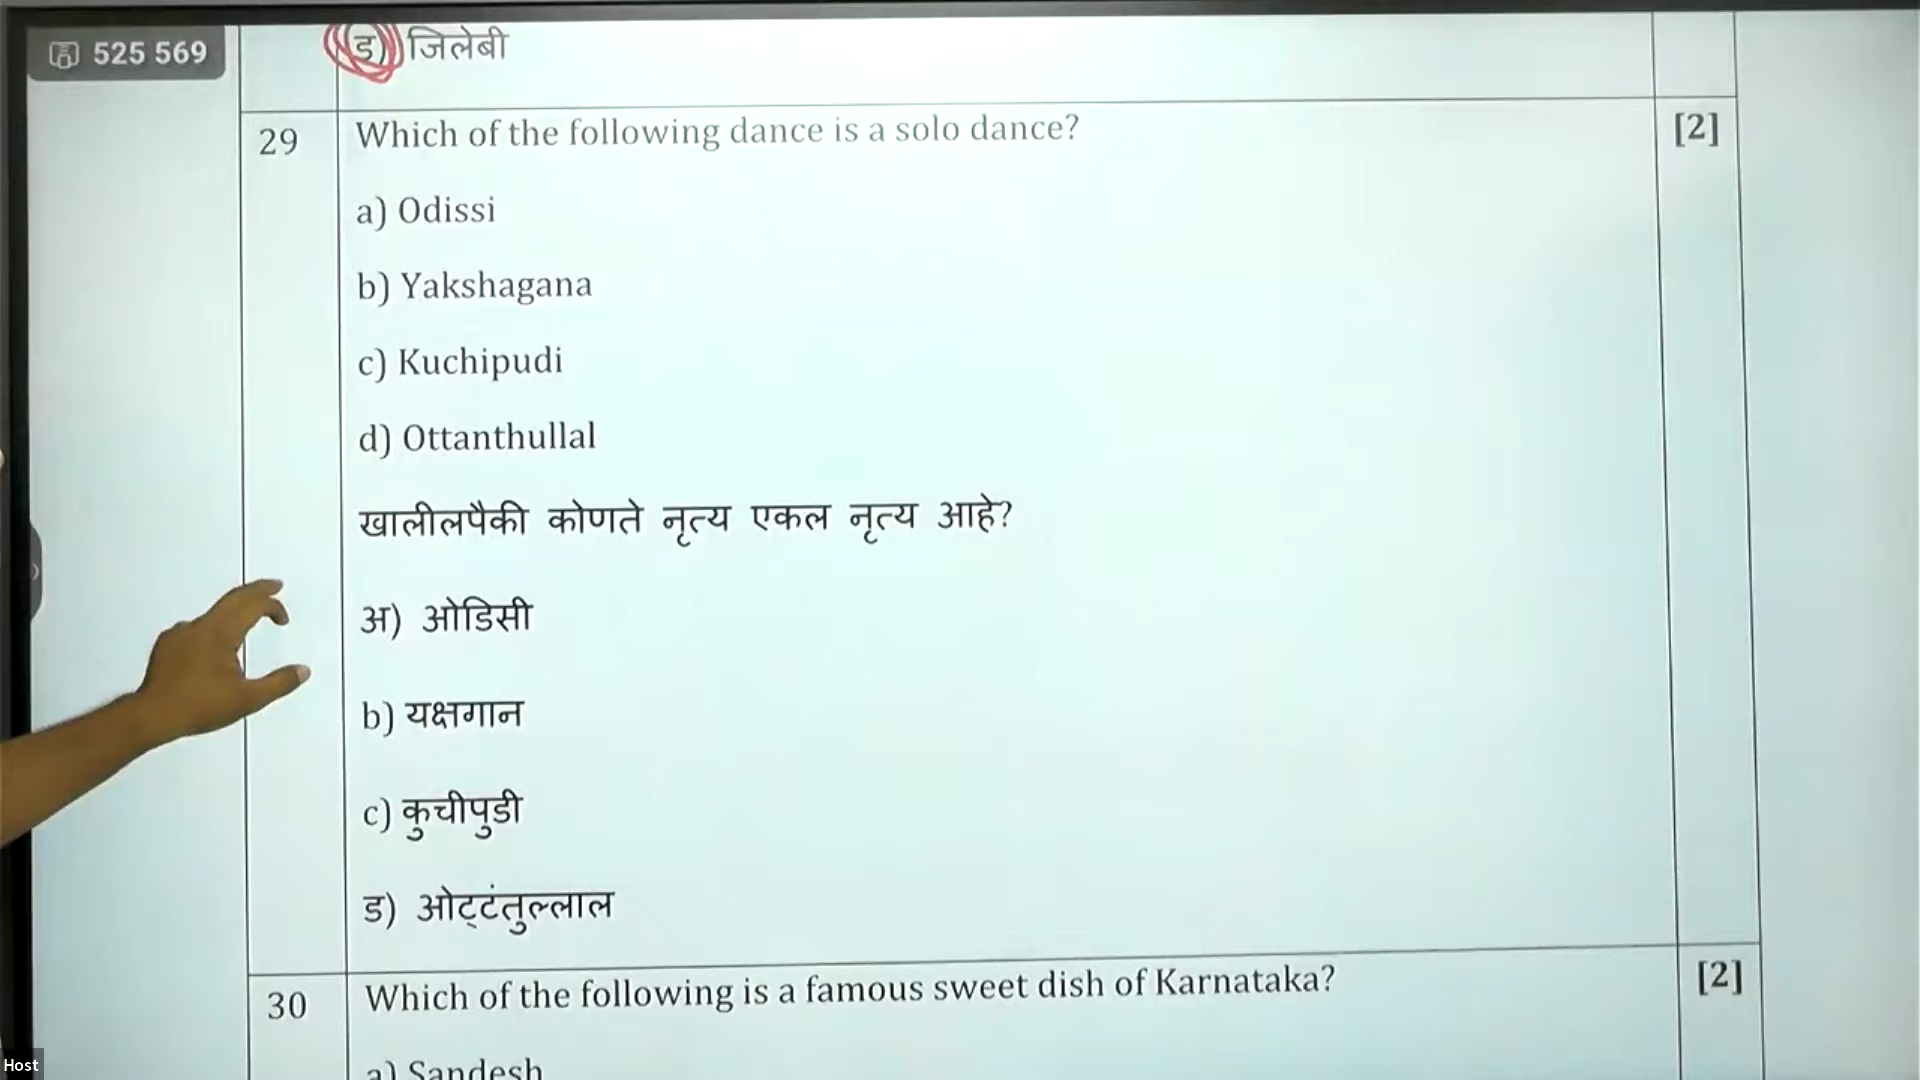 525 569
ड) जिलेबी
29 Which of the following dance is a solo dance? [2]
a) Odissi
b) Yakshagana
c) Kuchipudi
d) Ottanthullal
खालीलपैकी कोणते नृत्य एकल नृत्य आहे?
अ) ओडिसी
b) यक्षगान
c) कुचीपुडी
ड) ओट्टंतुल्लाल
30 Which of the following is a famous sweet dish of Karnataka? [2]
a) Sandesh
Host